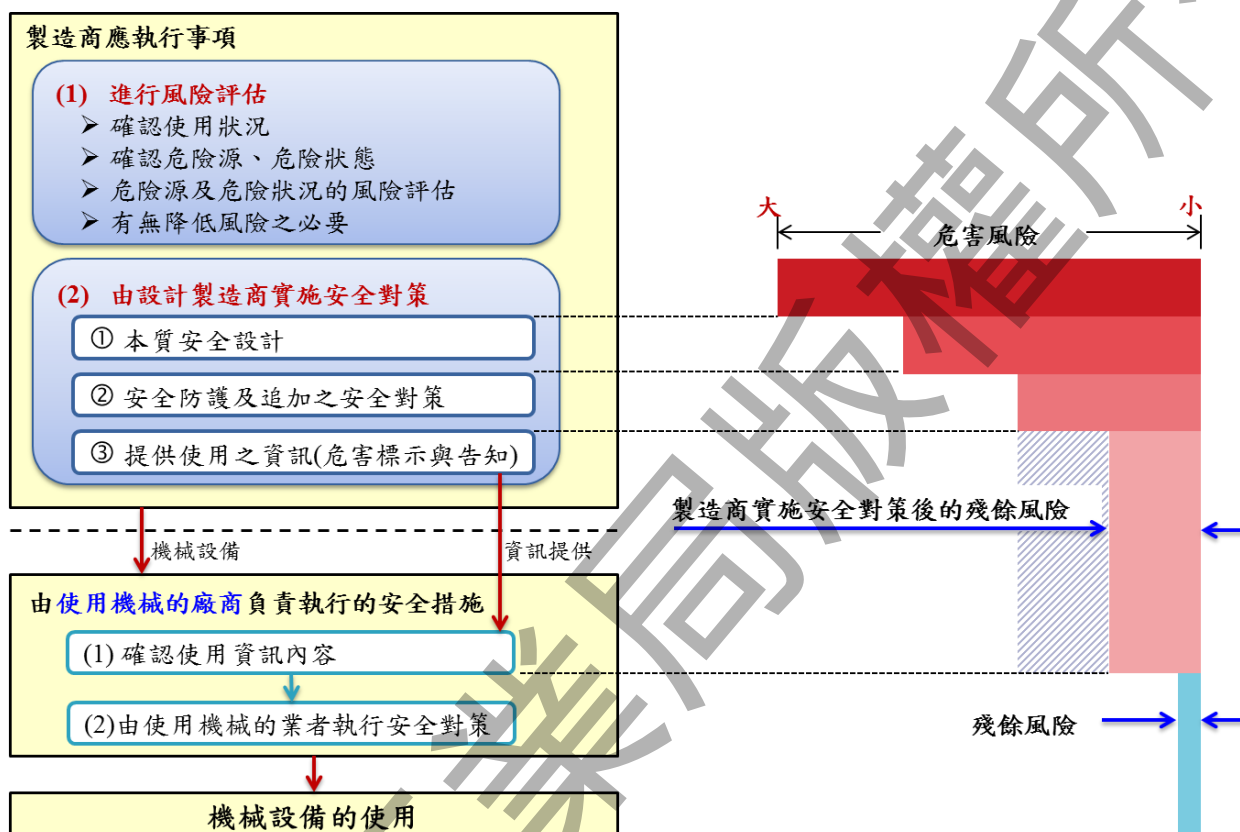 製造商應執行事項
(1) 進行風險評估
➢ 確認使用狀況
➢ 確認危險源、危險狀態
➢ 危險源及危險狀況的風險評估
➢ 有無降低風險之必要
(2) 由設計製造商實施安全對策
① 本質安全設計
② 安全防護及追加之安全對策
③ 提供使用之資訊(危害標示與告知)
機械設備
資訊提供
由使用機械的廠商負責執行的安全措施
(1) 確認使用資訊內容
(2)由使用機械的業者執行安全對策
機械設備的使用
大
小
危害風險
製造商實施安全對策後的殘餘風險
殘餘風險
業局版權所